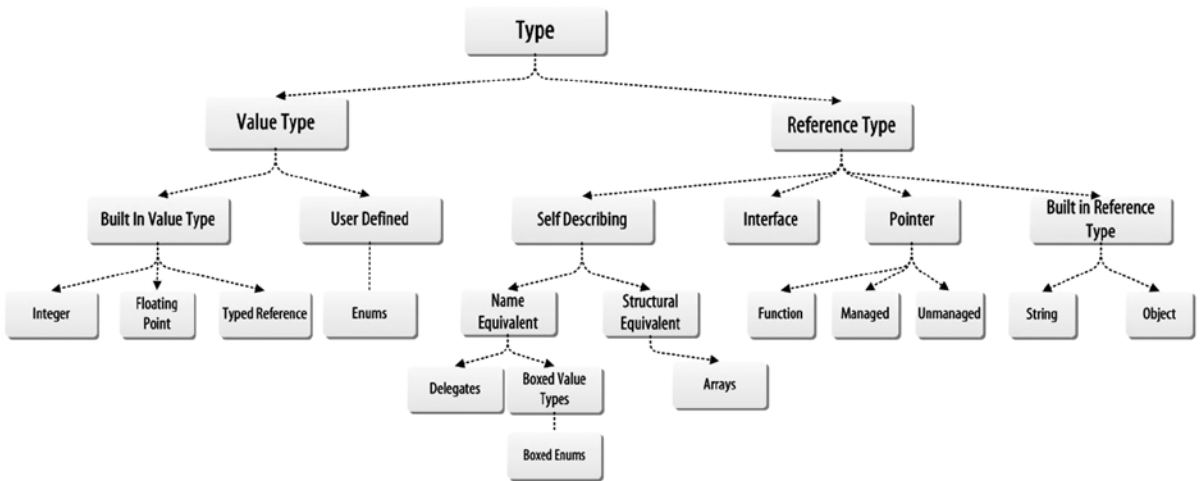 Type
Value Type
Reference Type
Built In Value Type
User Defined
Self Describing
Interface
Pointer
Built in Reference
Type
Integer
Floating
Point
Typed Reference
Enums
Name
Equivalent
Structural
Equivalent
Function
Managed
Unmanaged
String
Object
Delegates
Boxed Value
Types
Arrays
Boxed Enums